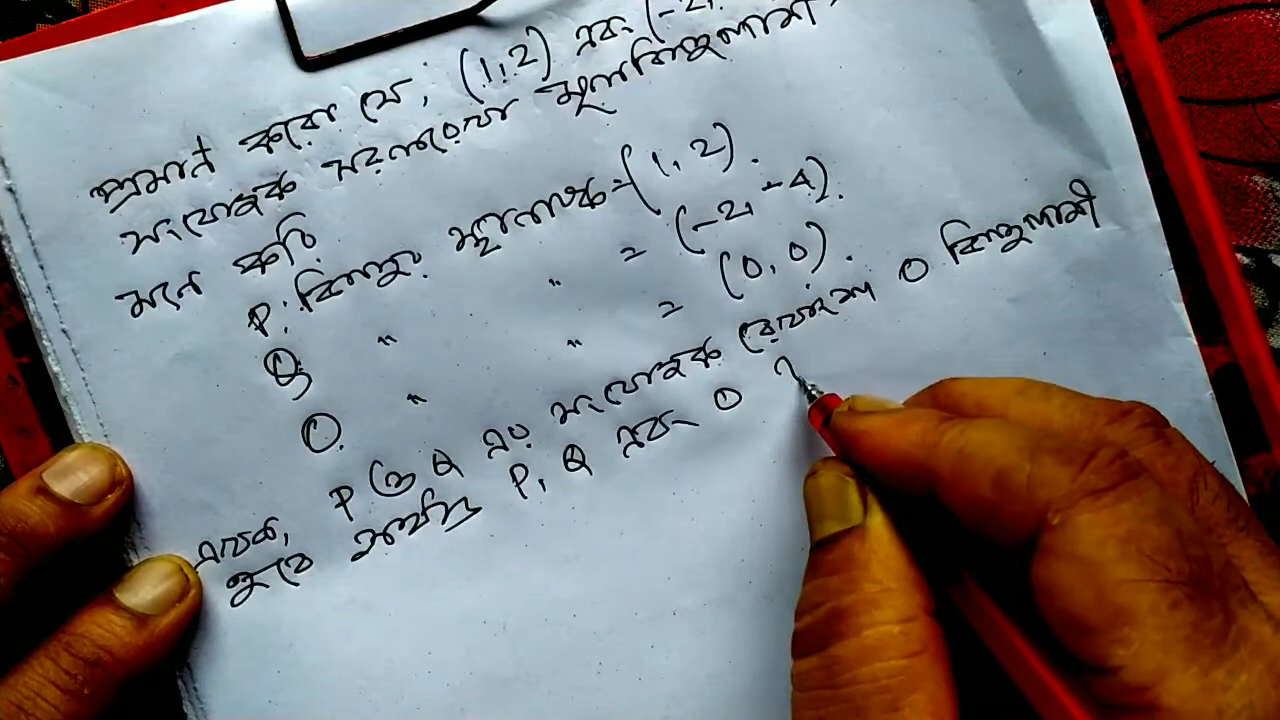 প্রমাণ করো যে, (1,2) এবং (-2,
সংযোজক সরলরেখা মূলবিন্দুগামী।
মনে করি
P. বিন্দুর স্থানাঙ্ক = (1, 2).
Q. " " = (-2, -4).
O. " " = (0, 0).
এখন, P ও Q এর সংযোজক রেখাংশ O বিন্দুগামী
হবে যদি P, Q এবং O